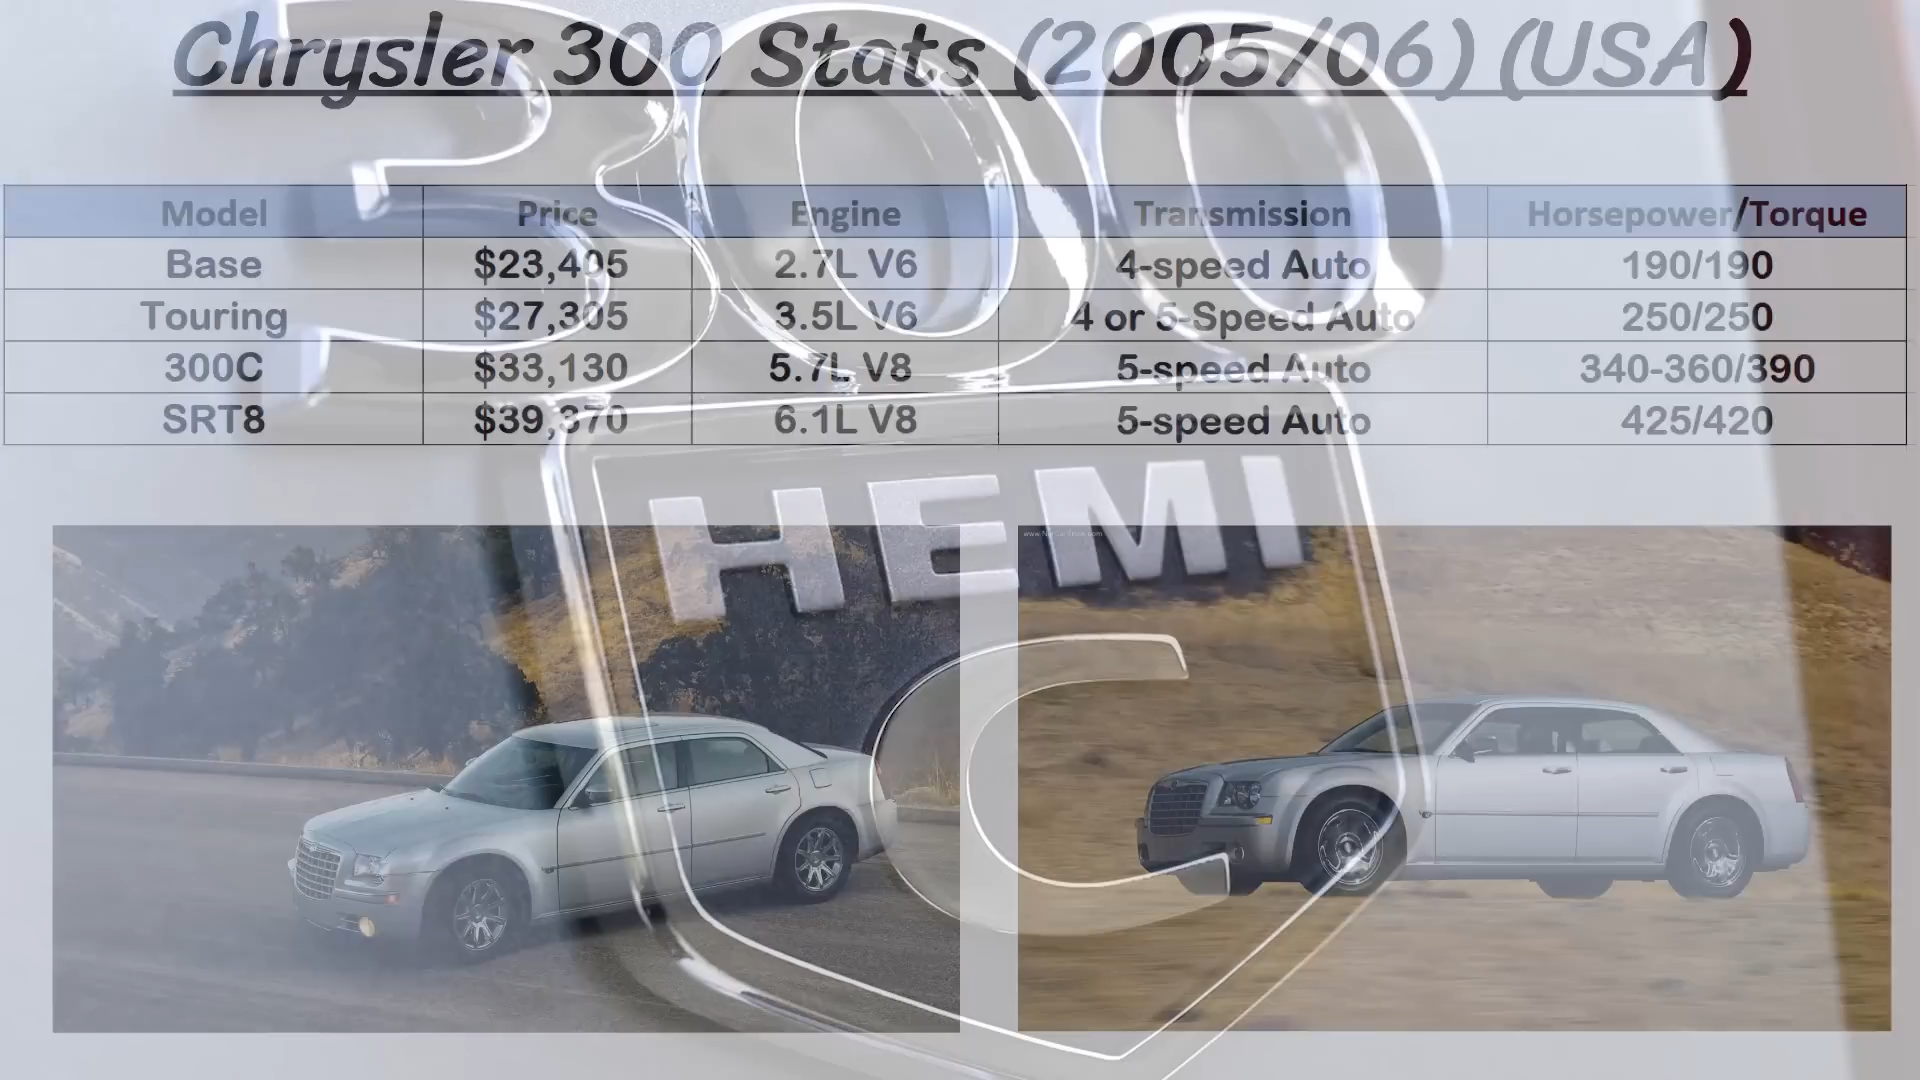 Chrysler 300 Stats (2005/06) (USA)
Model Price Engine Transmission Horsepower/Torque
Base $23,405 2.7L V6 4-speed Auto 190/190
Touring $27,305 3.5L V6 4 or 5-Speed Auto 250/250
300C $33,130 5.7L V8 5-speed Auto 340-360/390
SRT8 $39,370 6.1L V8 5-speed Auto 425/420
300
HEMI
C